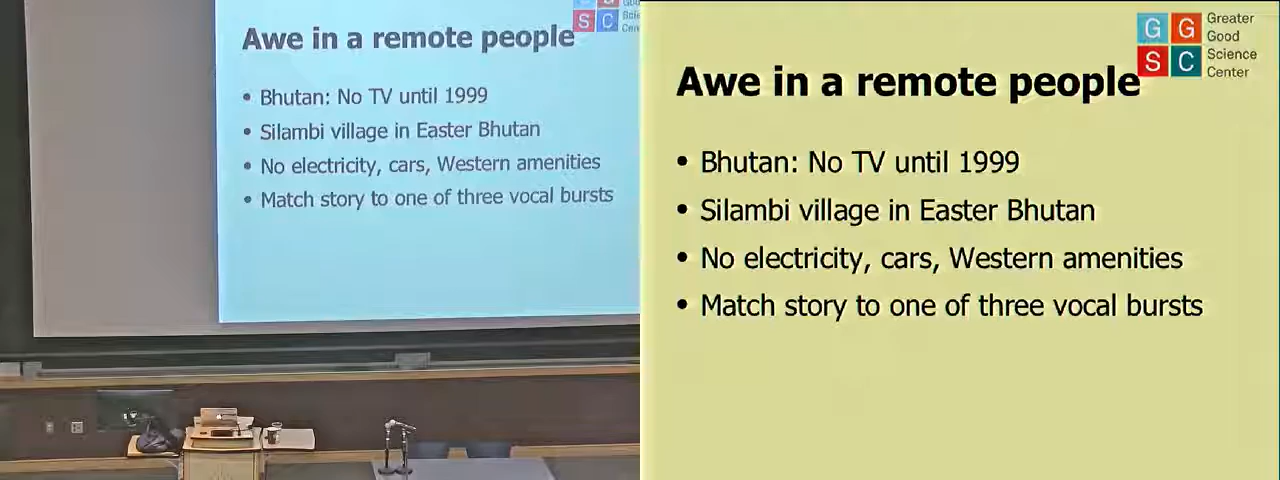 Awe in a remote people
• Bhutan: No TV until 1999
• Silambi village in Easter Bhutan
• No electricity, cars, Western amenities
• Match story to one of three vocal bursts
S C
G G
S C
Greater
Good
Science
Center
Awe in a remote people
• Bhutan: No TV until 1999
• Silambi village in Easter Bhutan
• No electricity, cars, Western amenities
• Match story to one of three vocal bursts